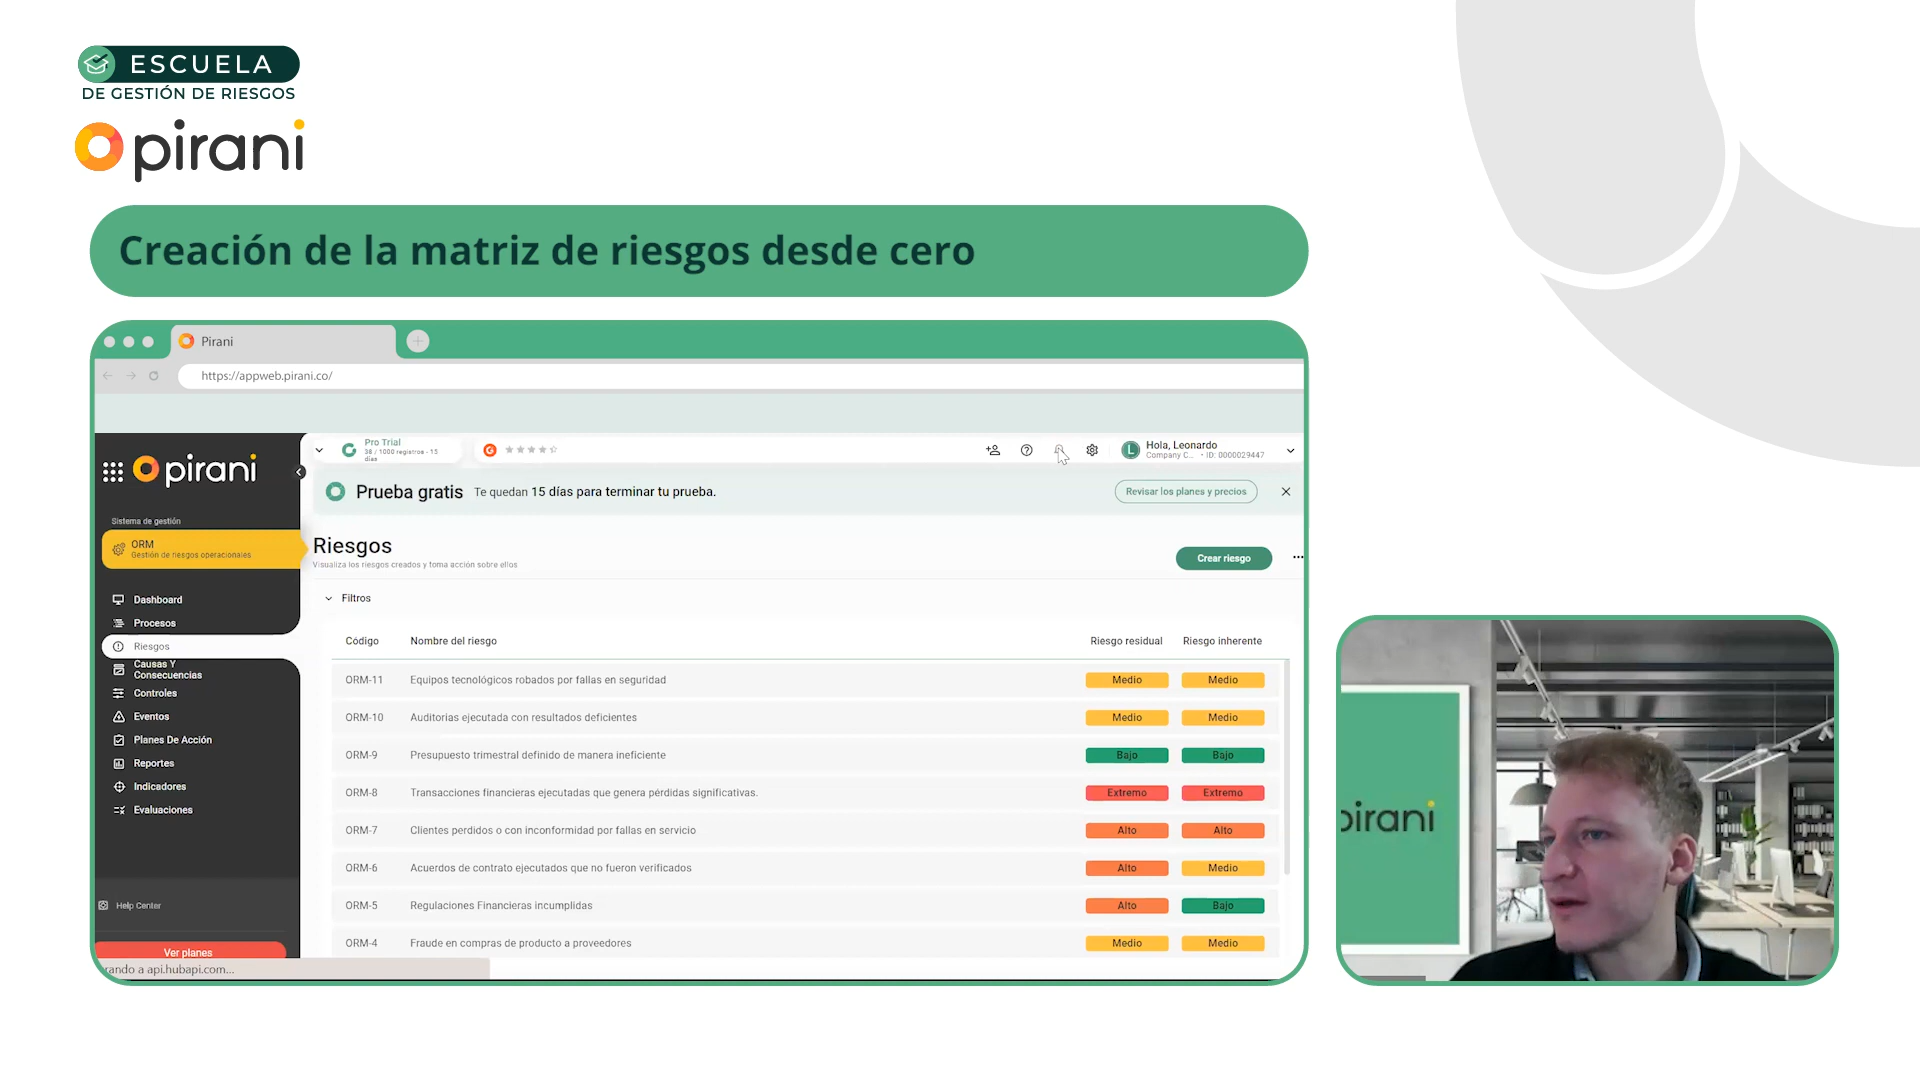 ESCUELA
DE GESTIÓN DE RIESGOS
pirani
Creación de la matriz de riesgos desde cero
Pirani
https://appweb.pirani.co/
pirani
Pro Trial
38 / 1000 registros - 15
días
Hola, Leonardo
Company C... • ID: 0000029447
Prueba gratis Te quedan 15 días para terminar tu prueba.
Revisar los planes y precios
Sistema de gestión
ORM
Gestión de riesgos operacionales
Riesgos
Visualiza los riesgos creados y toma acción sobre ellos
Crear riesgo
Filtros
Dashboard
Procesos
Riesgos
Causas Y
Consecuencias
Controles
Eventos
Planes De Acción
Reportes
Indicadores
Evaluaciones
Help Center
Ver planes
rando a api.hubapi.com...
Código Nombre del riesgo Riesgo residual Riesgo inherente
ORM-11 Equipos tecnológicos robados por fallas en seguridad Medio Medio
ORM-10 Auditorias ejecutada con resultados deficientes Medio Medio
ORM-9 Presupuesto trimestral definido de manera ineficiente Bajo Bajo
ORM-8 Transacciones financieras ejecutadas que genera pérdidas significativas. Extremo Extremo
ORM-7 Clientes perdidos o con inconformidad por fallas en servicio Alto Alto
ORM-6 Acuerdos de contrato ejecutados que no fueron verificados Alto Medio
ORM-5 Regulaciones Financieras incumplidas Alto Bajo
ORM-4 Fraude en compras de producto a proveedores Medio Medio
pirani